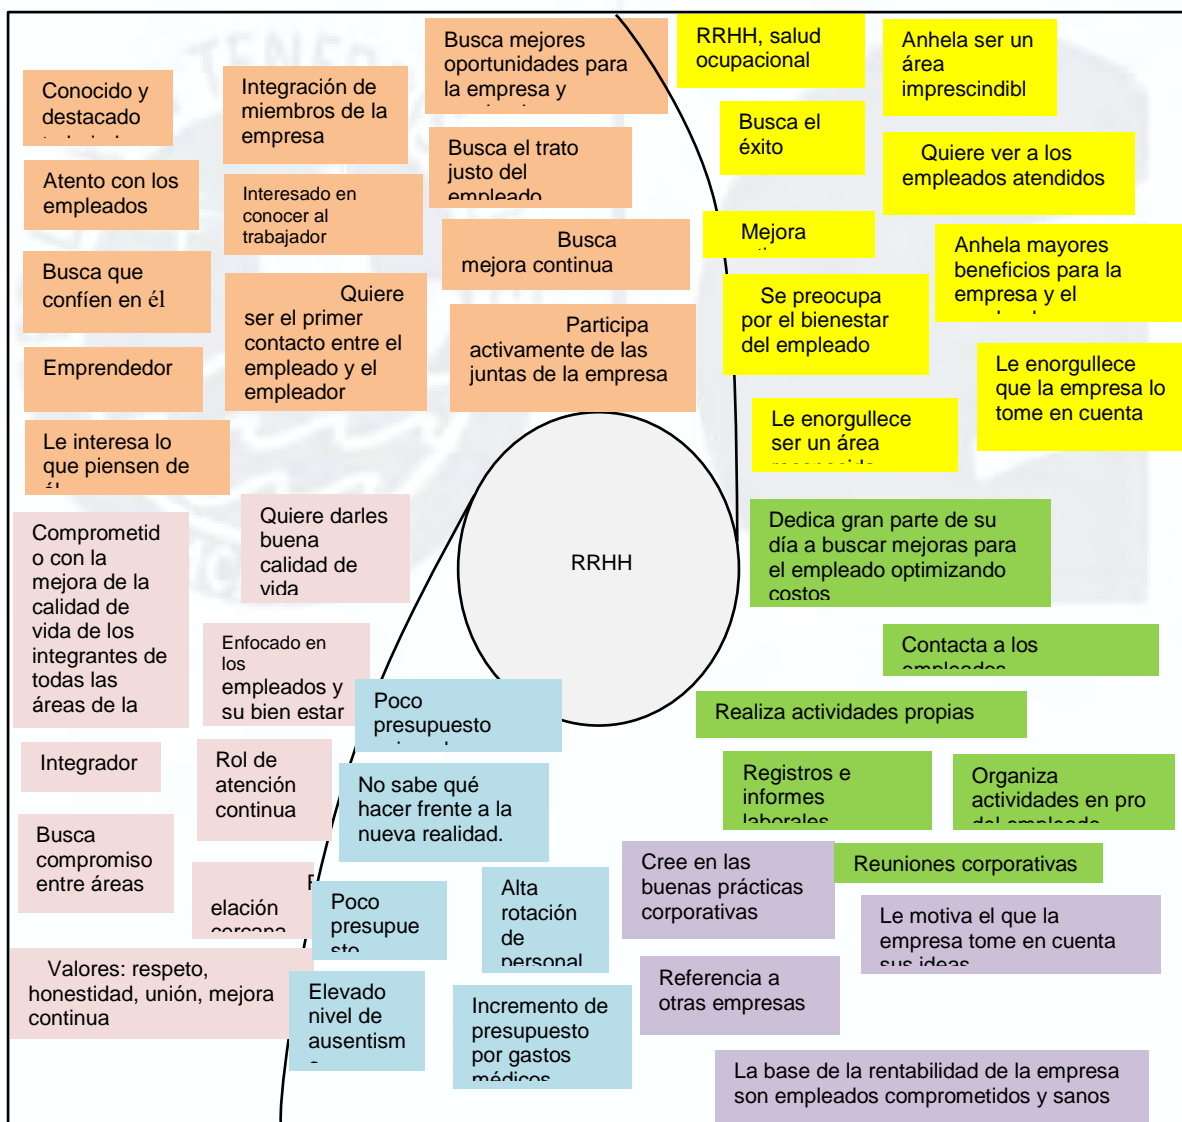 Conocido y
destacado
Atento con los
empleados
Busca que
confíen en él
Emprendedor
Le interesa lo
que piensen de
Integración de
miembros de la
empresa
Interesado en
conocer al
trabajador
Quiere
ser el primer
contacto entre el
empleado y el
empleador
Busca mejores
oportunidades para
la empresa y
Busca el trato
justo del
empleado
Busca
mejora continua
Participa
activamente de las
juntas de la empresa
RRHH, salud
ocupacional
Busca el
éxito
Mejora
Se preocupa
por el bienestar
del empleado
Le enorgullece
ser un área
Anhela ser un
área
imprescindibl
Quiere ver a los
empleados atendidos
Anhela mayores
beneficios para la
empresa y el
Le enorgullece
que la empresa lo
tome en cuenta
RRHH
Comprometid
o con la
mejora de la
calidad de
vida de los
integrantes de
todas las
áreas de la
Integrador
Busca
compromiso
entre áreas
Quiere darles
buena
calidad de
vida
Enfocado en
los
empleados y
su bien estar
Rol de
atención
continua
elación
cercana
Valores: respeto,
honestidad, unión, mejora
continua
Poco
presupuesto
No sabe qué
hacer frente a la
nueva realidad.
Poco
presupue
sto
Elevado
nivel de
ausentism
Alta
rotación
de
personal
Incremento de
presupuesto
por gastos
médicos
Dedica gran parte de su
día a buscar mejoras para
el empleado optimizando
costos
Contacta a los
empleados
Realiza actividades propias
Registros e
informes
laborales
Organiza
actividades en pro
del empleado
Reuniones corporativas
Cree en las
buenas prácticas
corporativas
Le motiva el que la
empresa tome en cuenta
sus ideas
Referencia a
otras empresas
La base de la rentabilidad de la empresa
son empleados comprometidos y sanos